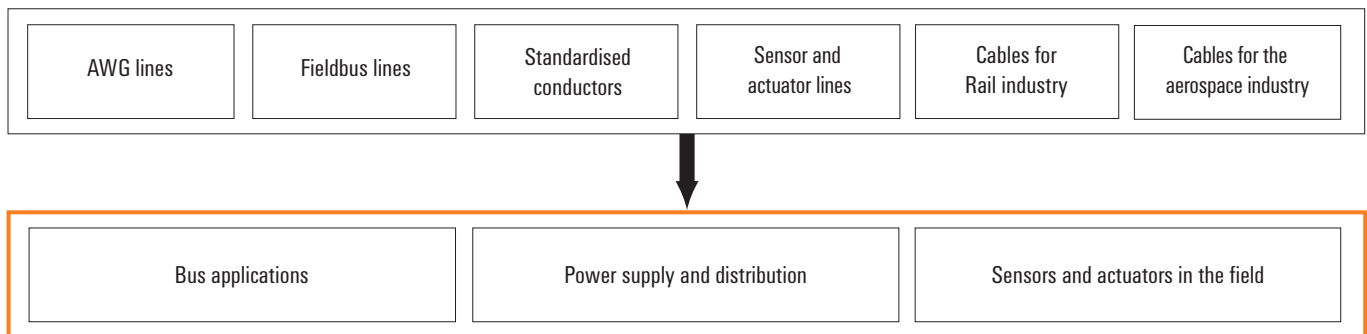 AWG lines
Fieldbus lines
Standardised
conductors
Sensor and
actuator lines
Cables for
Rail industry
Cables for the
aerospace industry
Bus applications
Power supply and distribution
Sensors and actuators in the field